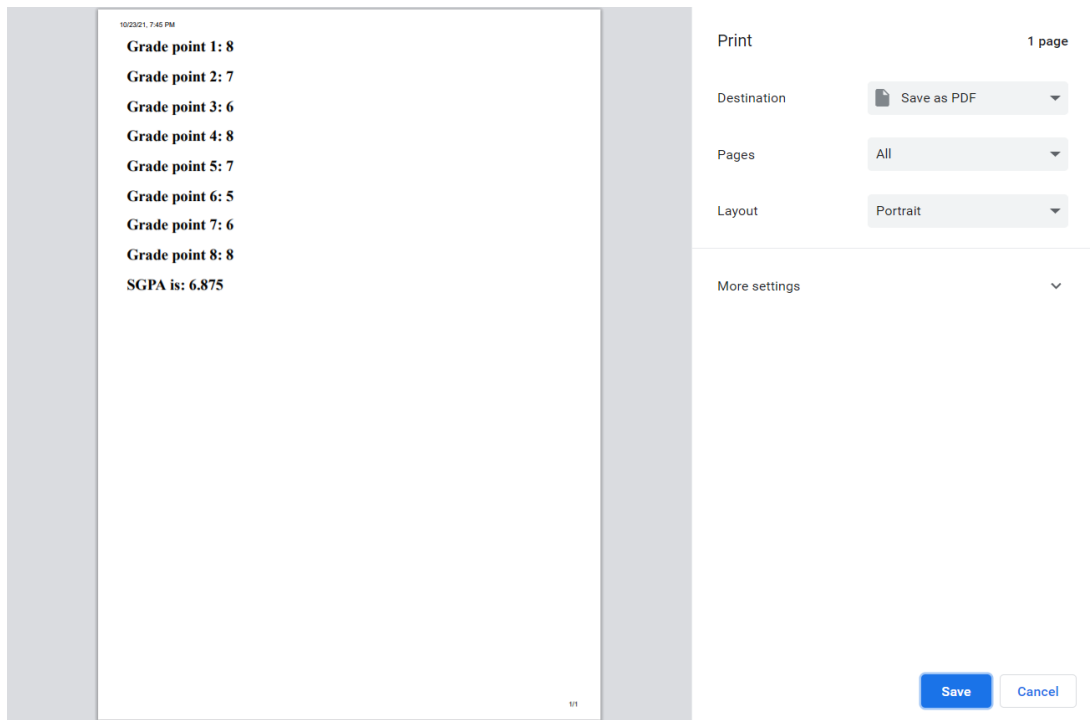 10/23/21, 7:45 PM
Grade point 1: 8
Grade point 2: 7
Grade point 3: 6
Grade point 4: 8
Grade point 5: 7
Grade point 6: 5
Grade point 7: 6
Grade point 8: 8
SGPA is: 6.875
1/1
Print 1 page
Destination Save as PDF
Pages All
Layout Portrait
More settings
Save Cancel